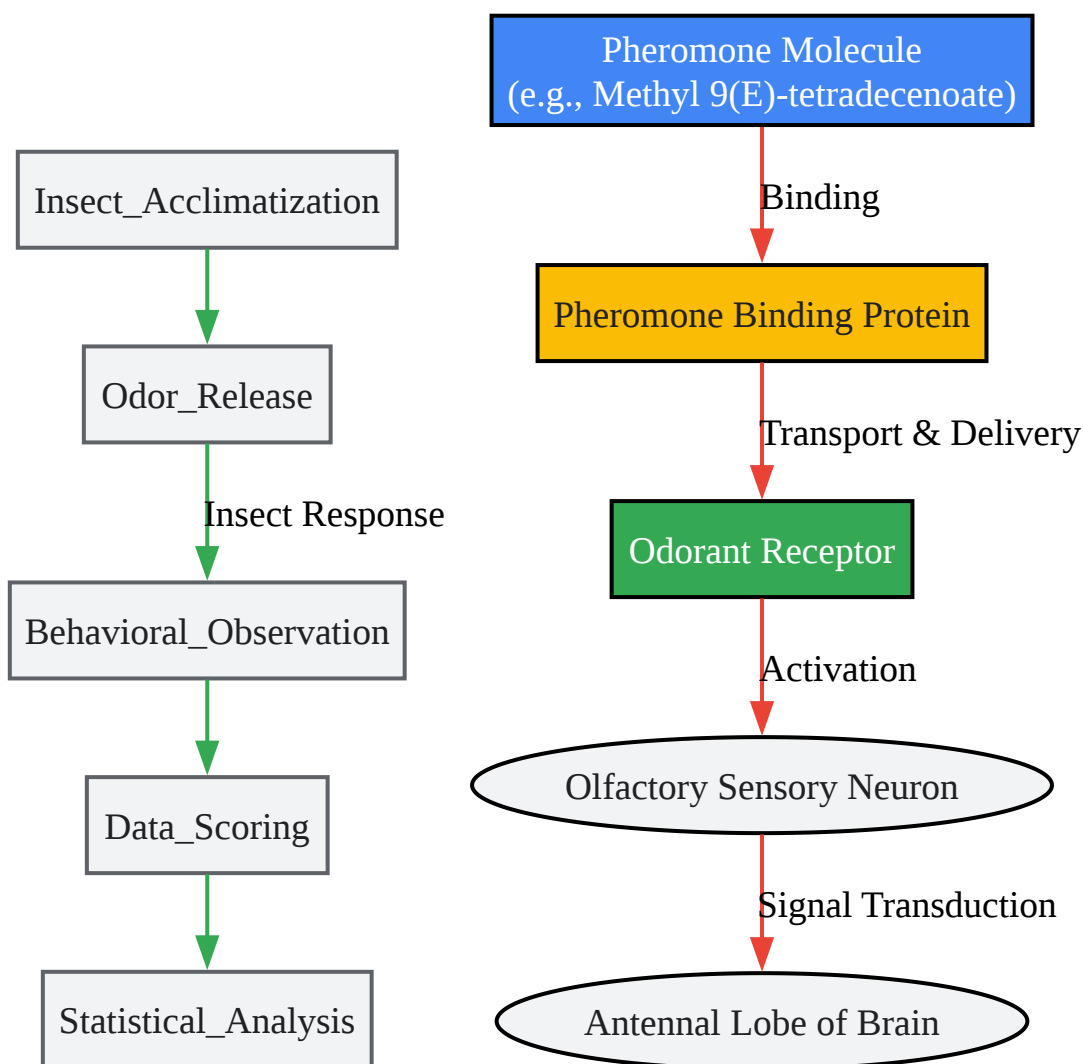 Insect_Acclimatization
Odor_Release
Insect Response
Behavioral_Observation
Data_Scoring
Statistical_Analysis
Pheromone Molecule
(e.g., Methyl 9(E)-tetradecenoate)
Binding
Pheromone Binding Protein
Transport & Delivery
Odorant Receptor
Activation
Olfactory Sensory Neuron
Signal Transduction
Antennal Lobe of Brain